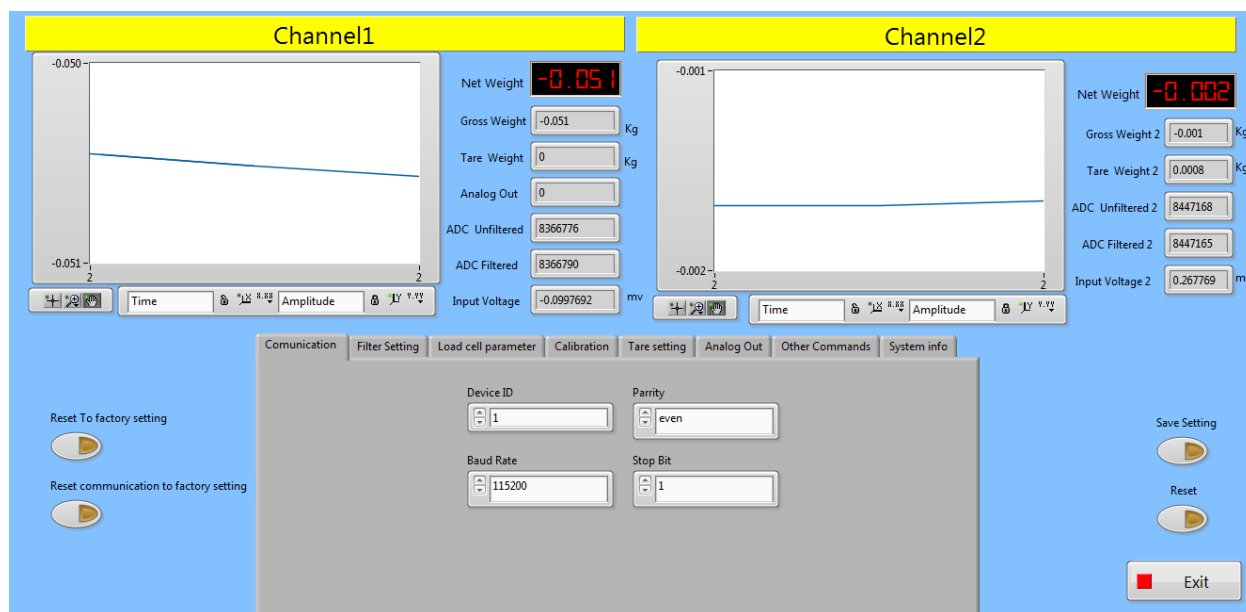 Channel1
-0.050
-0.051
2
2
Time
Amplitude
Net Weight
-0.051
Gross Weight
-0.051
Kg
Tare Weight
0
Kg
Analog Out
0
ADC Unfiltered
8366776
ADC Filtered
8366790
Input Voltage
-0.0997692
mv
Channel2
-0.001
-0.002
2
2
Time
Amplitude
Net Weight
-0.002
Gross Weight 2
-0.001
Kg
Tare Weight 2
0.0008
Kg
ADC Unfiltered 2
8447168
ADC Filtered 2
8447165
Input Voltage 2
0.267769
m
Comunication
Filter Setting
Load cell parameter
Calibration
Tare setting
Analog Out
Other Commands
System info
Reset To factory setting
Reset communication to factory setting
Device ID
1
Parrity
even
Baud Rate
115200
Stop Bit
1
Save Setting
Reset
Exit